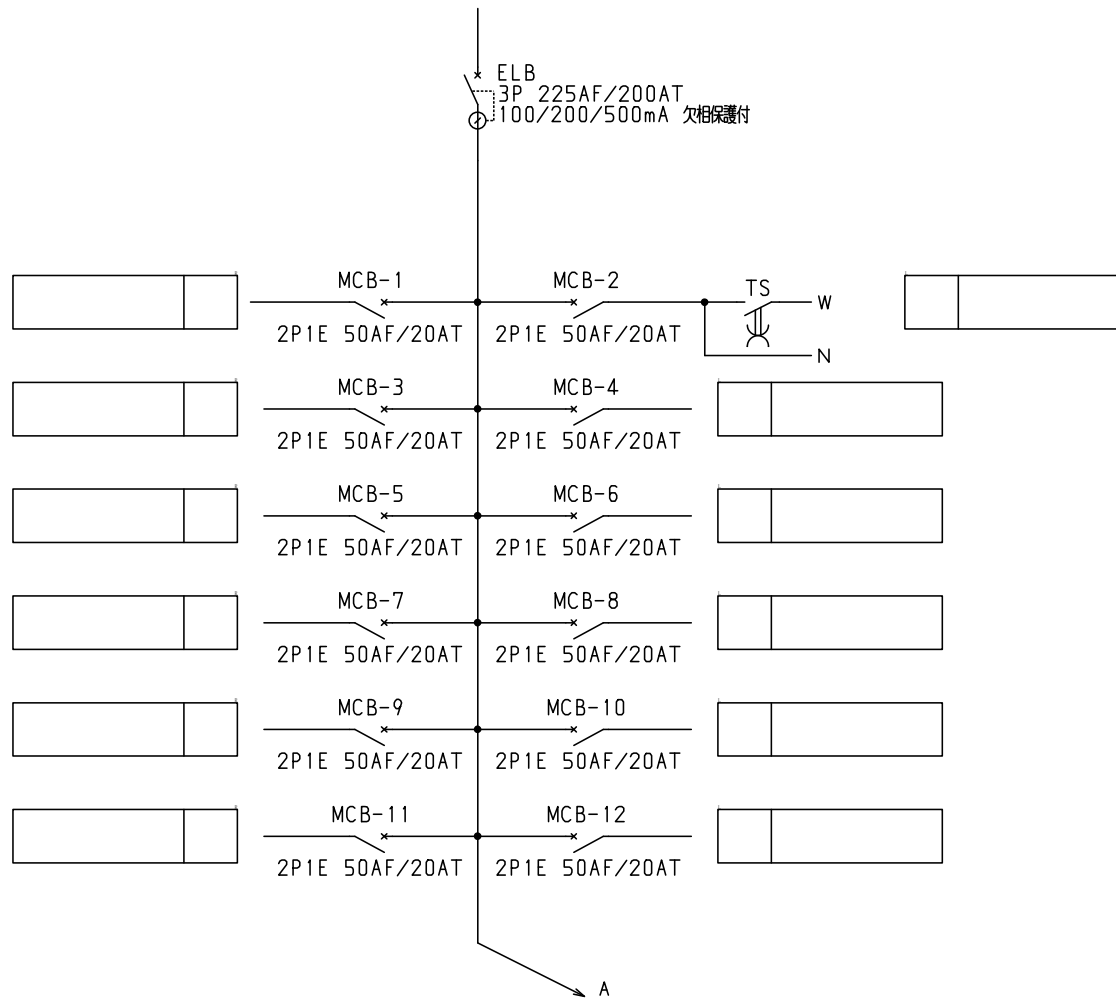 ELB
3P 225AF/200AT
100/200/500mA 欠相保護付
MCB-1 MCB-2 TS W
2P1E 50AF/20AT 2P1E 50AF/20AT N
MCB-3 MCB-4
2P1E 50AF/20AT 2P1E 50AF/20AT
MCB-5 MCB-6
2P1E 50AF/20AT 2P1E 50AF/20AT
MCB-7 MCB-8
2P1E 50AF/20AT 2P1E 50AF/20AT
MCB-9 MCB-10
2P1E 50AF/20AT 2P1E 50AF/20AT
MCB-11 MCB-12
2P1E 50AF/20AT 2P1E 50AF/20AT
A